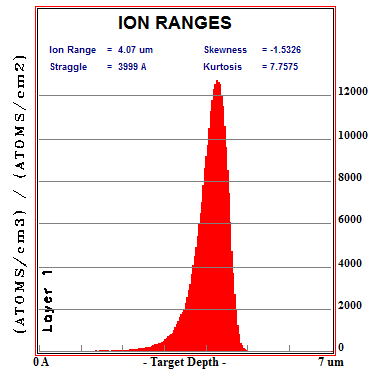 ION RANGES
Ion Range = 4.07 um Skewness = -1.5326
Straggle = 3999 A Kurtosis = 7.7575
(ATOMS/cm3) / (ATOMS/cm2)
12000
10000
8000
6000
4000
2000
0
Layer 1
0 A - Target Depth - 7 um